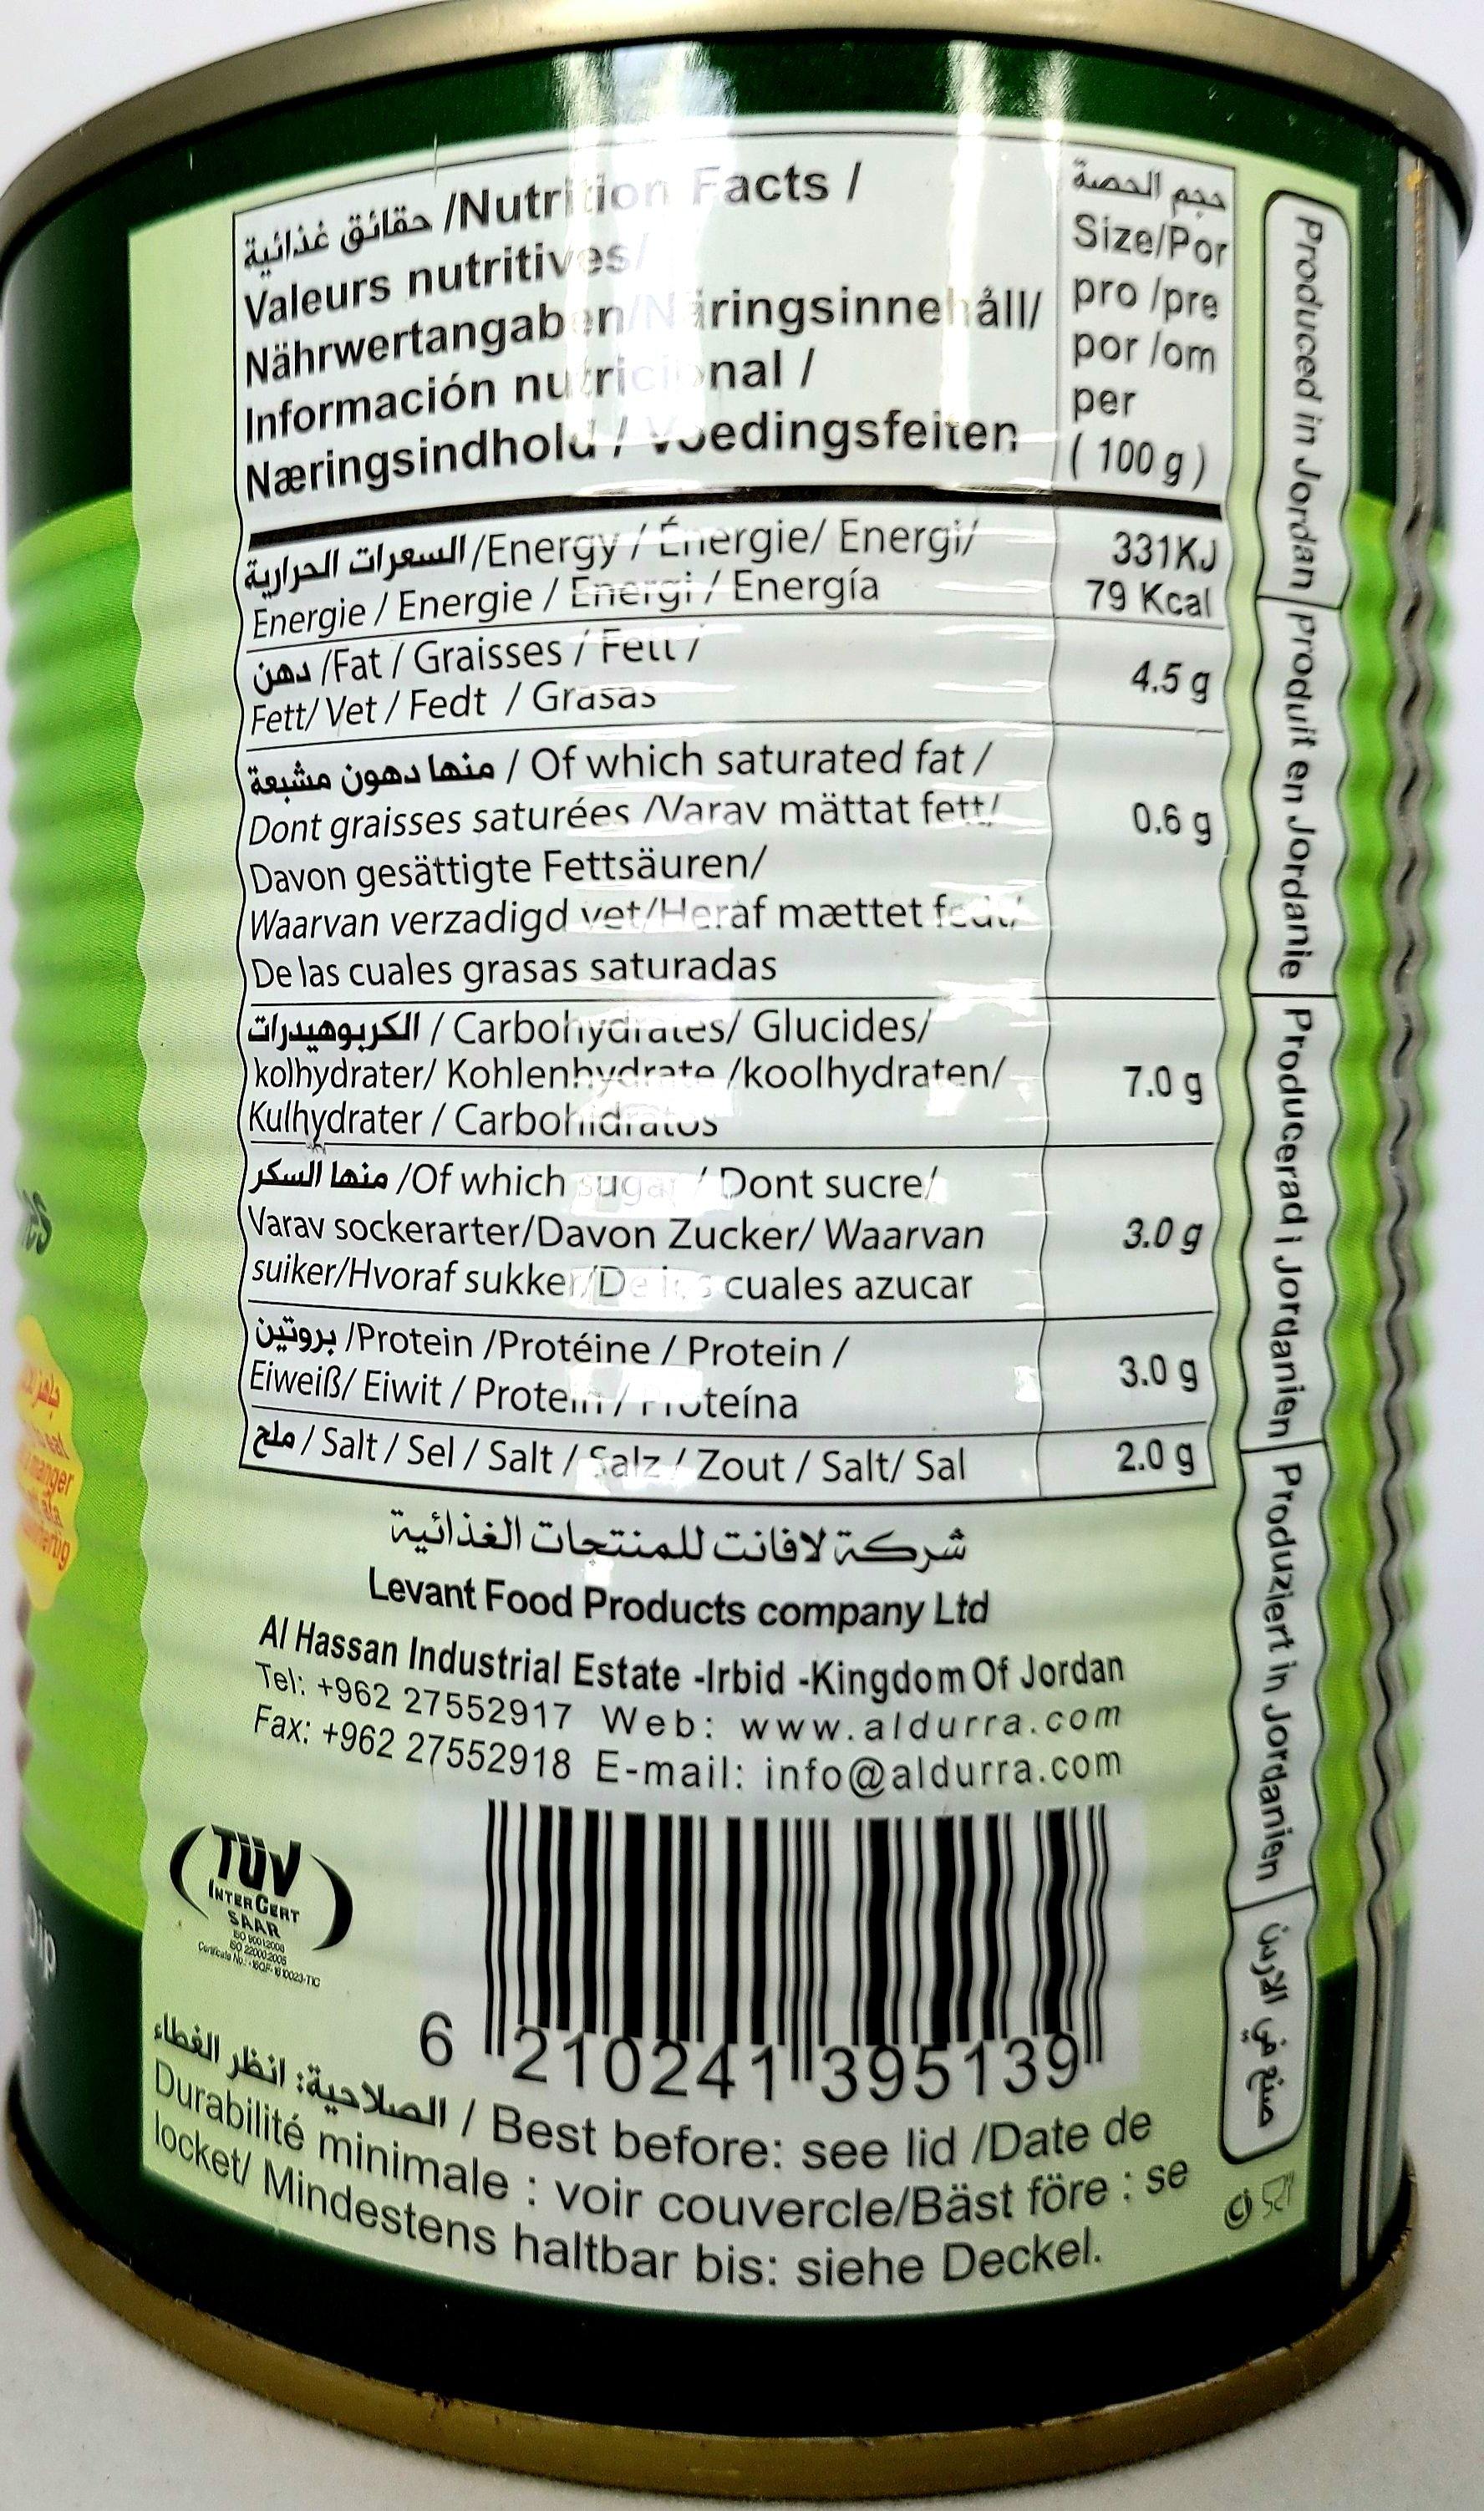 حقائق غذائية /Nutrition Facts /
Valeurs nutritives/
Nährwertangaben/Näringsinnehåll/
Información nutricional /
Næringsindhold / Voedingsfeiten
حجم الحصة
Size/Por
pro /pre
por /om
per
( 100 g )
السعرات الحرارية/Energy / Énergie/ Energi/
Energie / Energie / Energi / Energía
331KJ
79 Kcal
دهن /Fat / Graisses / Fett /
Fett/ Vet / Fedt / Grasas
4.5 g
منها دهون مشبعة / Of which saturated fat /
Dont graisses saturées /Varav mättat fett/
Davon gesättigte Fettsäuren/
Waarvan verzadigd vet/Heraf mættet fedt/
De las cuales grasas saturadas
0.6 g
الكربوهيدرات / Carbohydrates/ Glucides/
kolhydrater/ Kohlenhydrate /koolhydraten/
Kulhydrater / Carbohidratos
7.0 g
منها السكر /Of which sugar / Dont sucre/
Varav sockerarter/Davon Zucker/ Waarvan
suiker/Hvoraf sukker/De las cuales azucar
3.0 g
بروتين /Protein /Protéine / Protein /
Eiweiß/ Eiwit / Protein / Proteína
3.0 g
ملح / Salt / Sel / Salt / Salz / Zout / Salt/ Sal
2.0 g
شركة لافانت للمنتجات الغذائية
Levant Food Products company Ltd
Al Hassan Industrial Estate -Irbid -Kingdom Of Jordan
Tel: +962 27552917 Web: www.aldurra.com
Fax: +962 27552918 E-mail: info@aldurra.com
TÜV
INTERCERT
SAAR
ISO 9001:2008
ISO 22000:2005
6 210241 395139
الصلاحية: انظر الغطاء / Best before: see lid /Date de
Durabilité minimale : voir couvercle/Bäst före : se
locket/ Mindestens haltbar bis: siehe Deckel.
Produced in Jordan
Produit en Jordanie
Producerad i Jordanien
Produziert in Jordanien
صنع في الاردن
manger
Dip